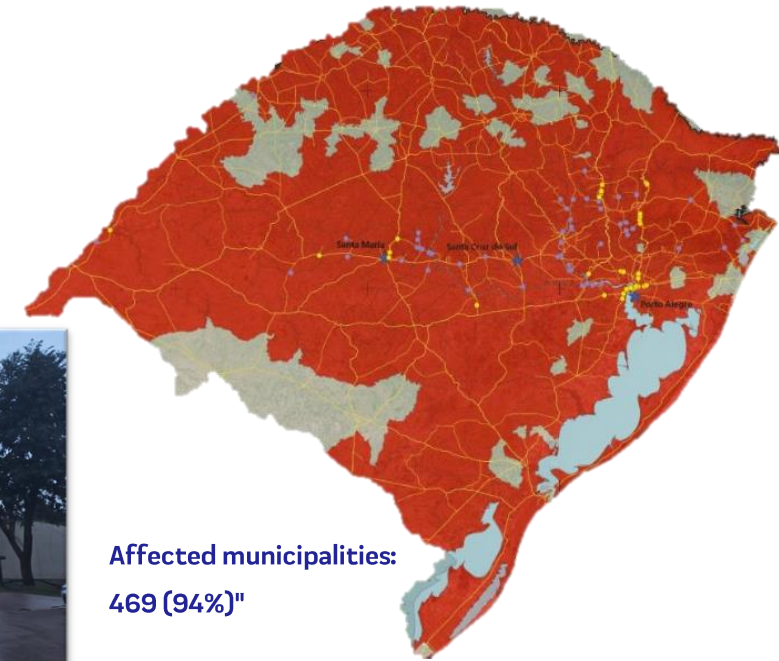 Santa Maria
Santa Cruz do Sul
Porto Alegre
Affected municipalities:
469 (94%)"